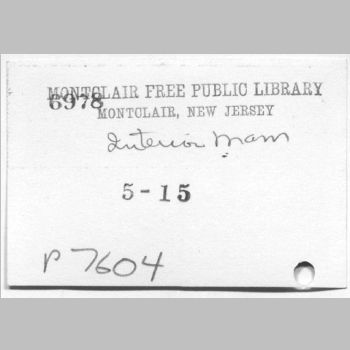 MONTCLAIR FREE PUBLIC LIBRARY
6978
MONTCLAIR, NEW JERSEY
Interior Mam
5-15
P 7604